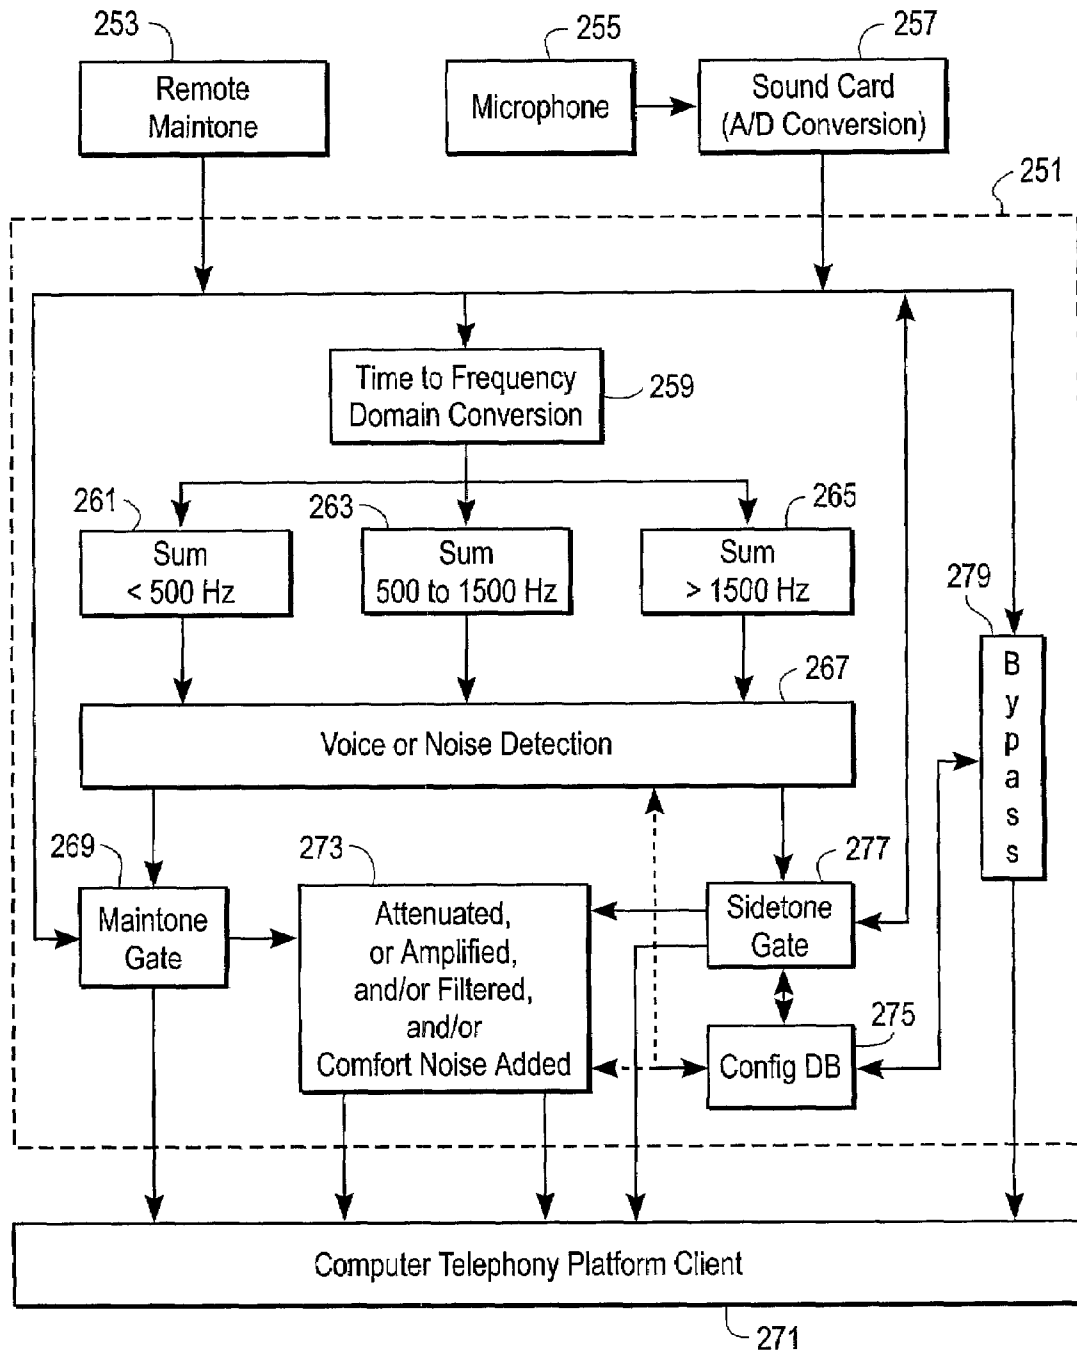 253
255
257
Remote
Maintone
Microphone
Sound Card
(A/D Conversion)
251
Time to Frequency
Domain Conversion
259
261
263
265
Sum
< 500 Hz
Sum
500 to 1500 Hz
Sum
> 1500 Hz
279
Bypass
267
Voice or Noise Detection
269
273
277
Maintone
Gate
Attenuated,
or Amplified,
and/or Filtered,
and/or
Comfort Noise Added
Sidetone
Gate
275
Config DB
Computer Telephony Platform Client
271